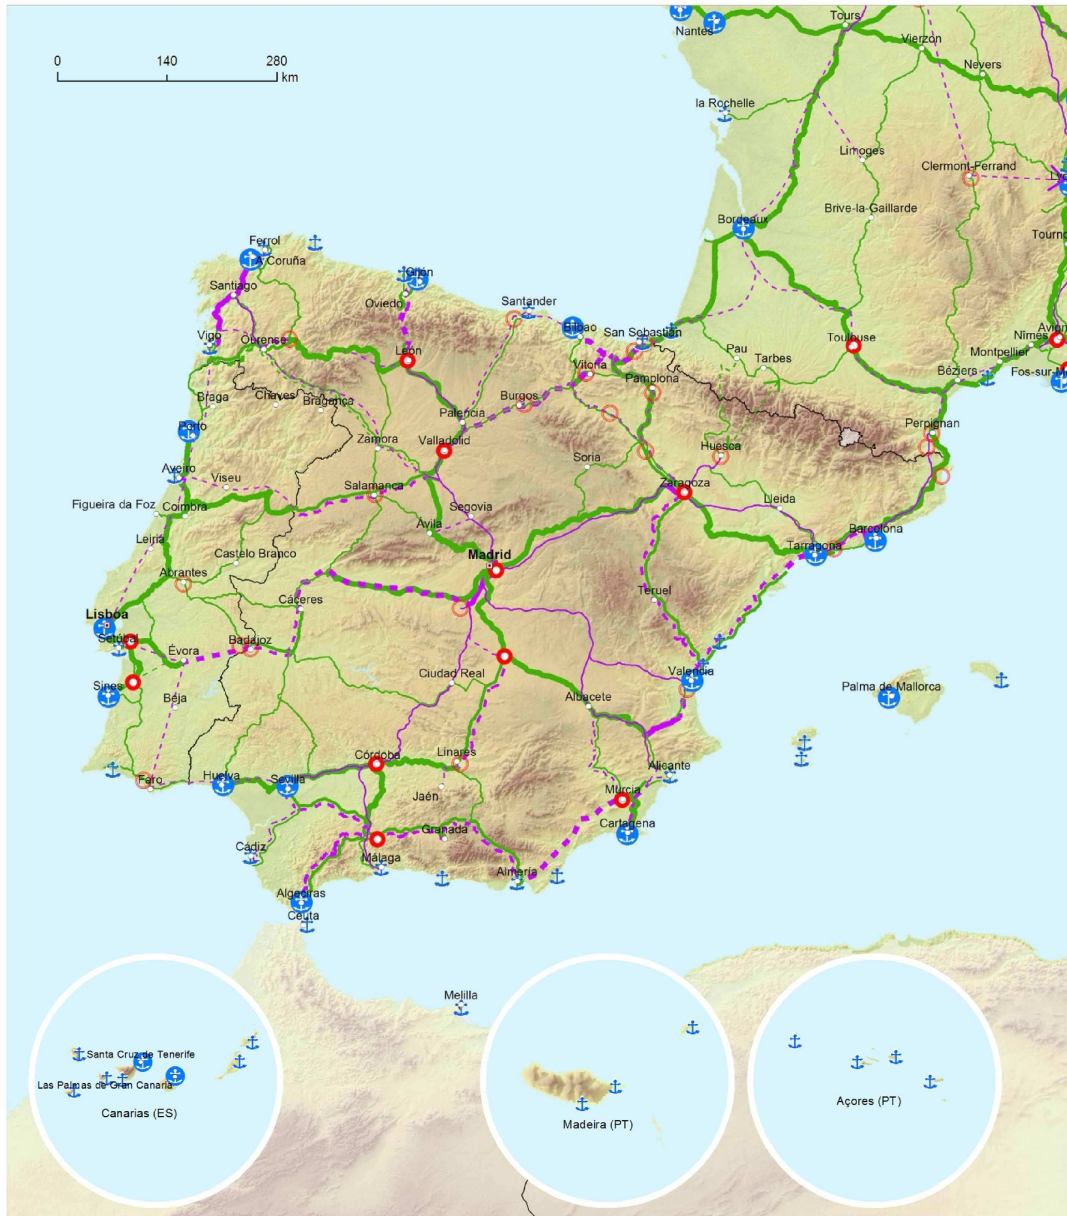 Tours
Nantes
Vierzon
Nevers
0 140 280
km
la Rochelle
Limoges
Clermont-Ferrand
Brive-la-Gaillarde
Bordeaux
Ferrol
A Coruña
Gijón
Santiago
Oviedo
Santander
Bilbao
San Sebastián
Vigo
Ourense
León
Toulouse
Nîmes
Montpellier
Pau
Tarbes
Béziers
Vitoria
Pamplona
Braga
Chaves
Bragança
Burgos
Palencia
Perpignan
Porto
Zamora
Valladolid
Huesca
Soria
Aveiro
Viseu
Salamanca
Zaragoza
Lleida
Figueira da Foz
Coimbra
Segovia
Ávila
Barcelona
Leiria
Castelo Branco
Madrid
Tarragona
Abrantes
Cáceres
Teruel
Lisboa
Setúbal
Évora
Badajoz
Ciudad Real
Valencia
Palma de Mallorca
Sines
Beja
Albacete
Córdoba
Linares
Alicante
Faro
Huelva
Sevilla
Jaén
Murcia
Granada
Cartagena
Cádiz
Málaga
Almería
Algeciras
Ceuta
Melilla
Santa Cruz de Tenerife
Las Palmas de Gran Canaria
Canarias (ES)
Madeira (PT)
Açores (PT)